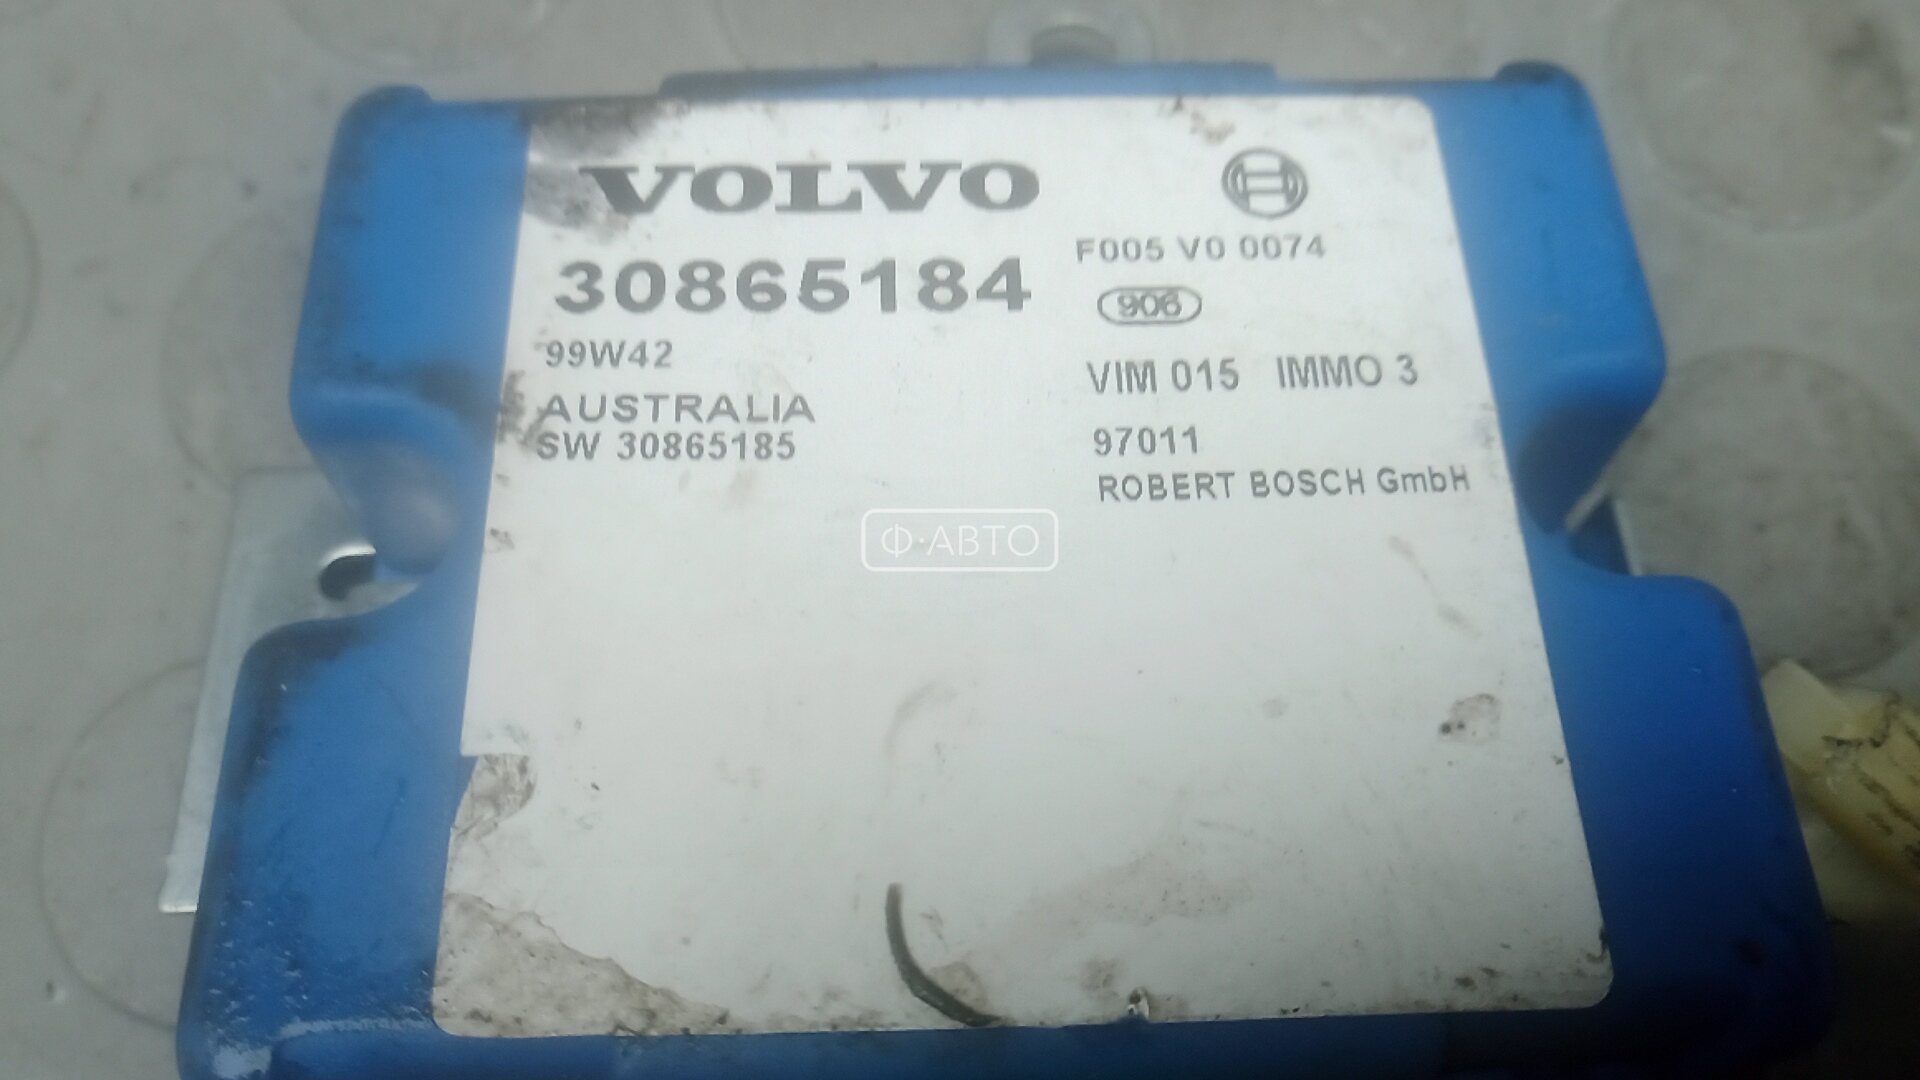 VOLVO
30865184
99W42
AUSTRALIA
SW 30865185
F005 V0 0074
906
VIM 015 IMMO 3
97011
ROBERT BOSCH GmbH
Ф·АВТО